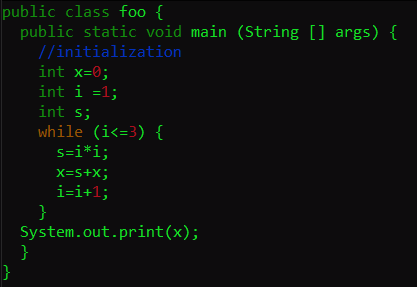 public class foo {
public static void main (String [] args) {
//initialization
int x=0;
int i =1;
int s;
while (i<=3) {
s=i*i;
x=s+x;
i=i+1;
}
System.out.print(x);
}
}